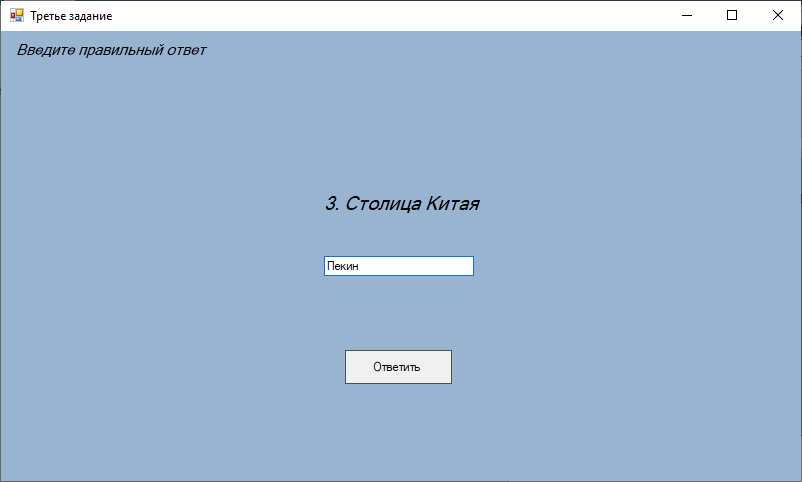 Третье задание
Введите правильный ответ
3. Столица Китая
Пекин
Ответить